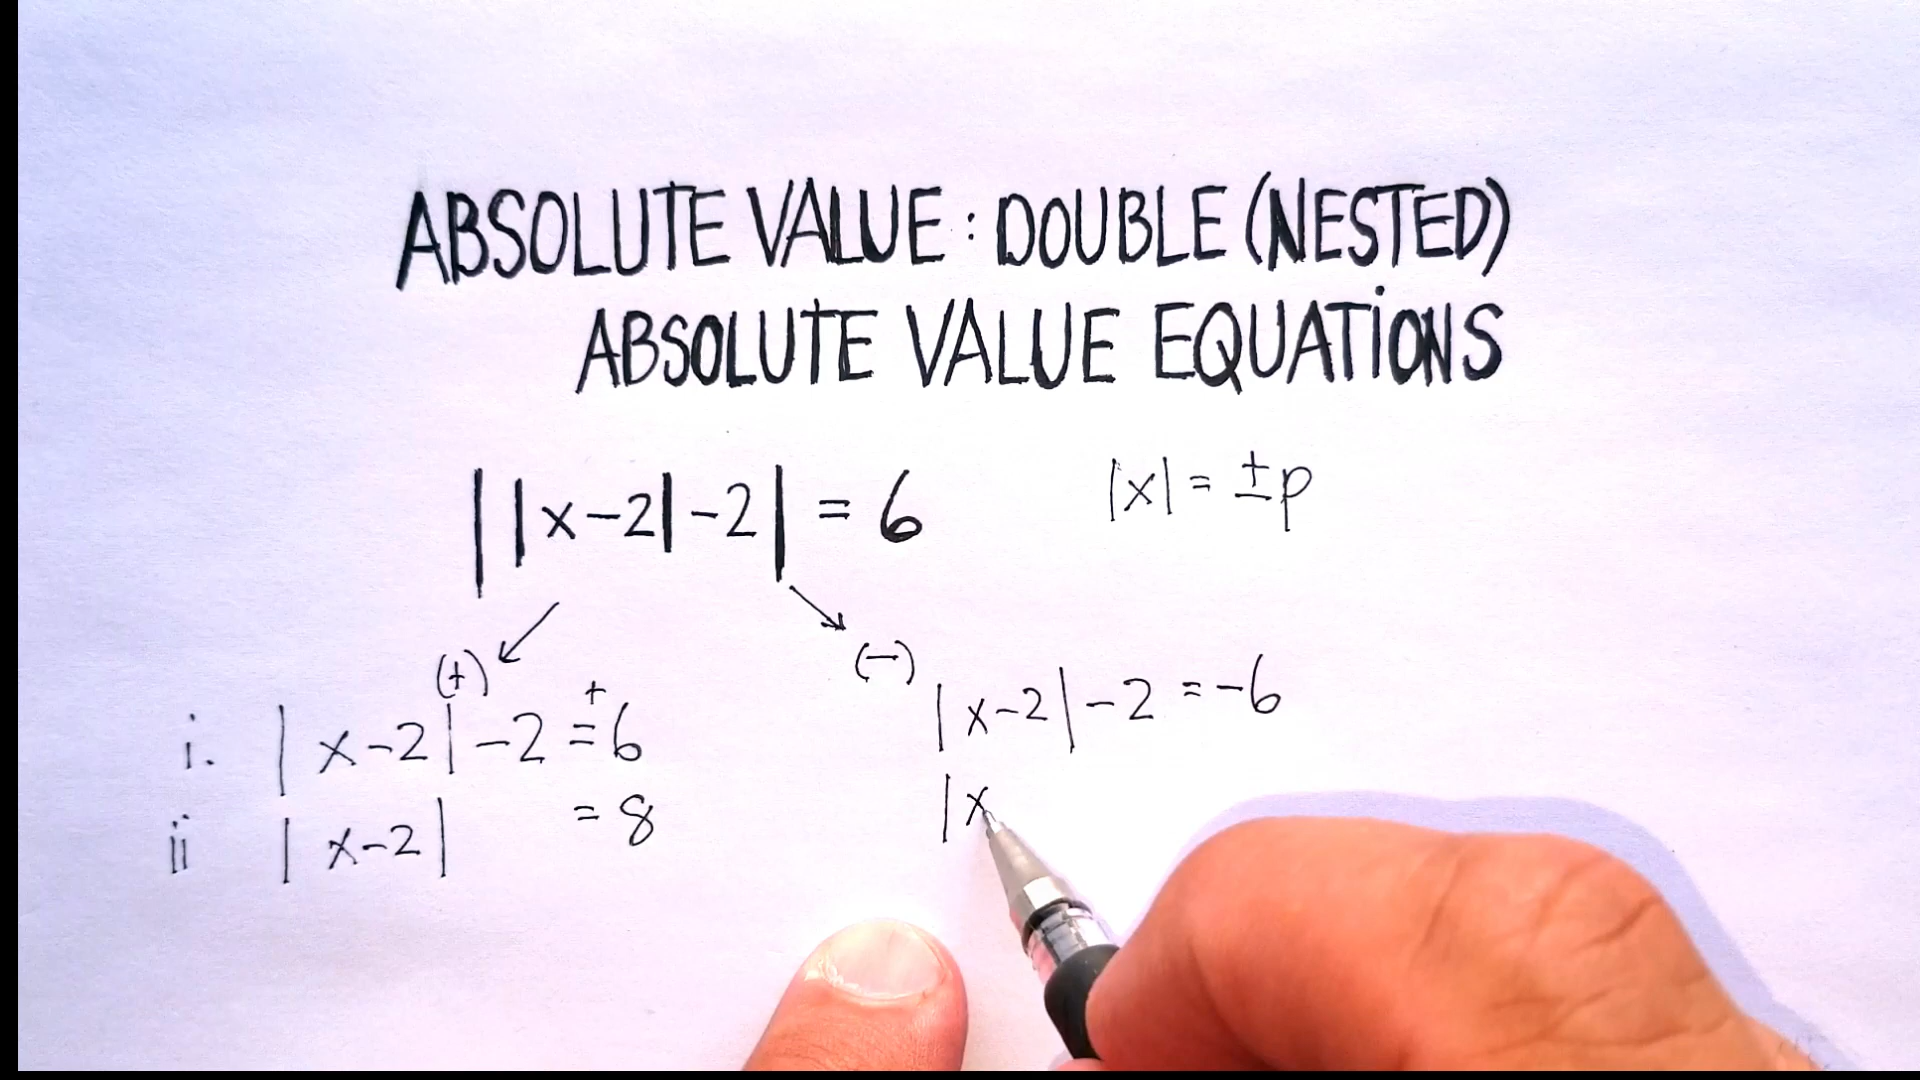 ABSOLUTE VALUE : DOUBLE (NESTED)
ABSOLUTE VALUE EQUATiONS
||x-2|-2| = 6
|x| = ±p
(+)
(-)
i. |x-2|-2 =+ 6
|x-2|-2 = -6
ii |x-2| = 8
|x